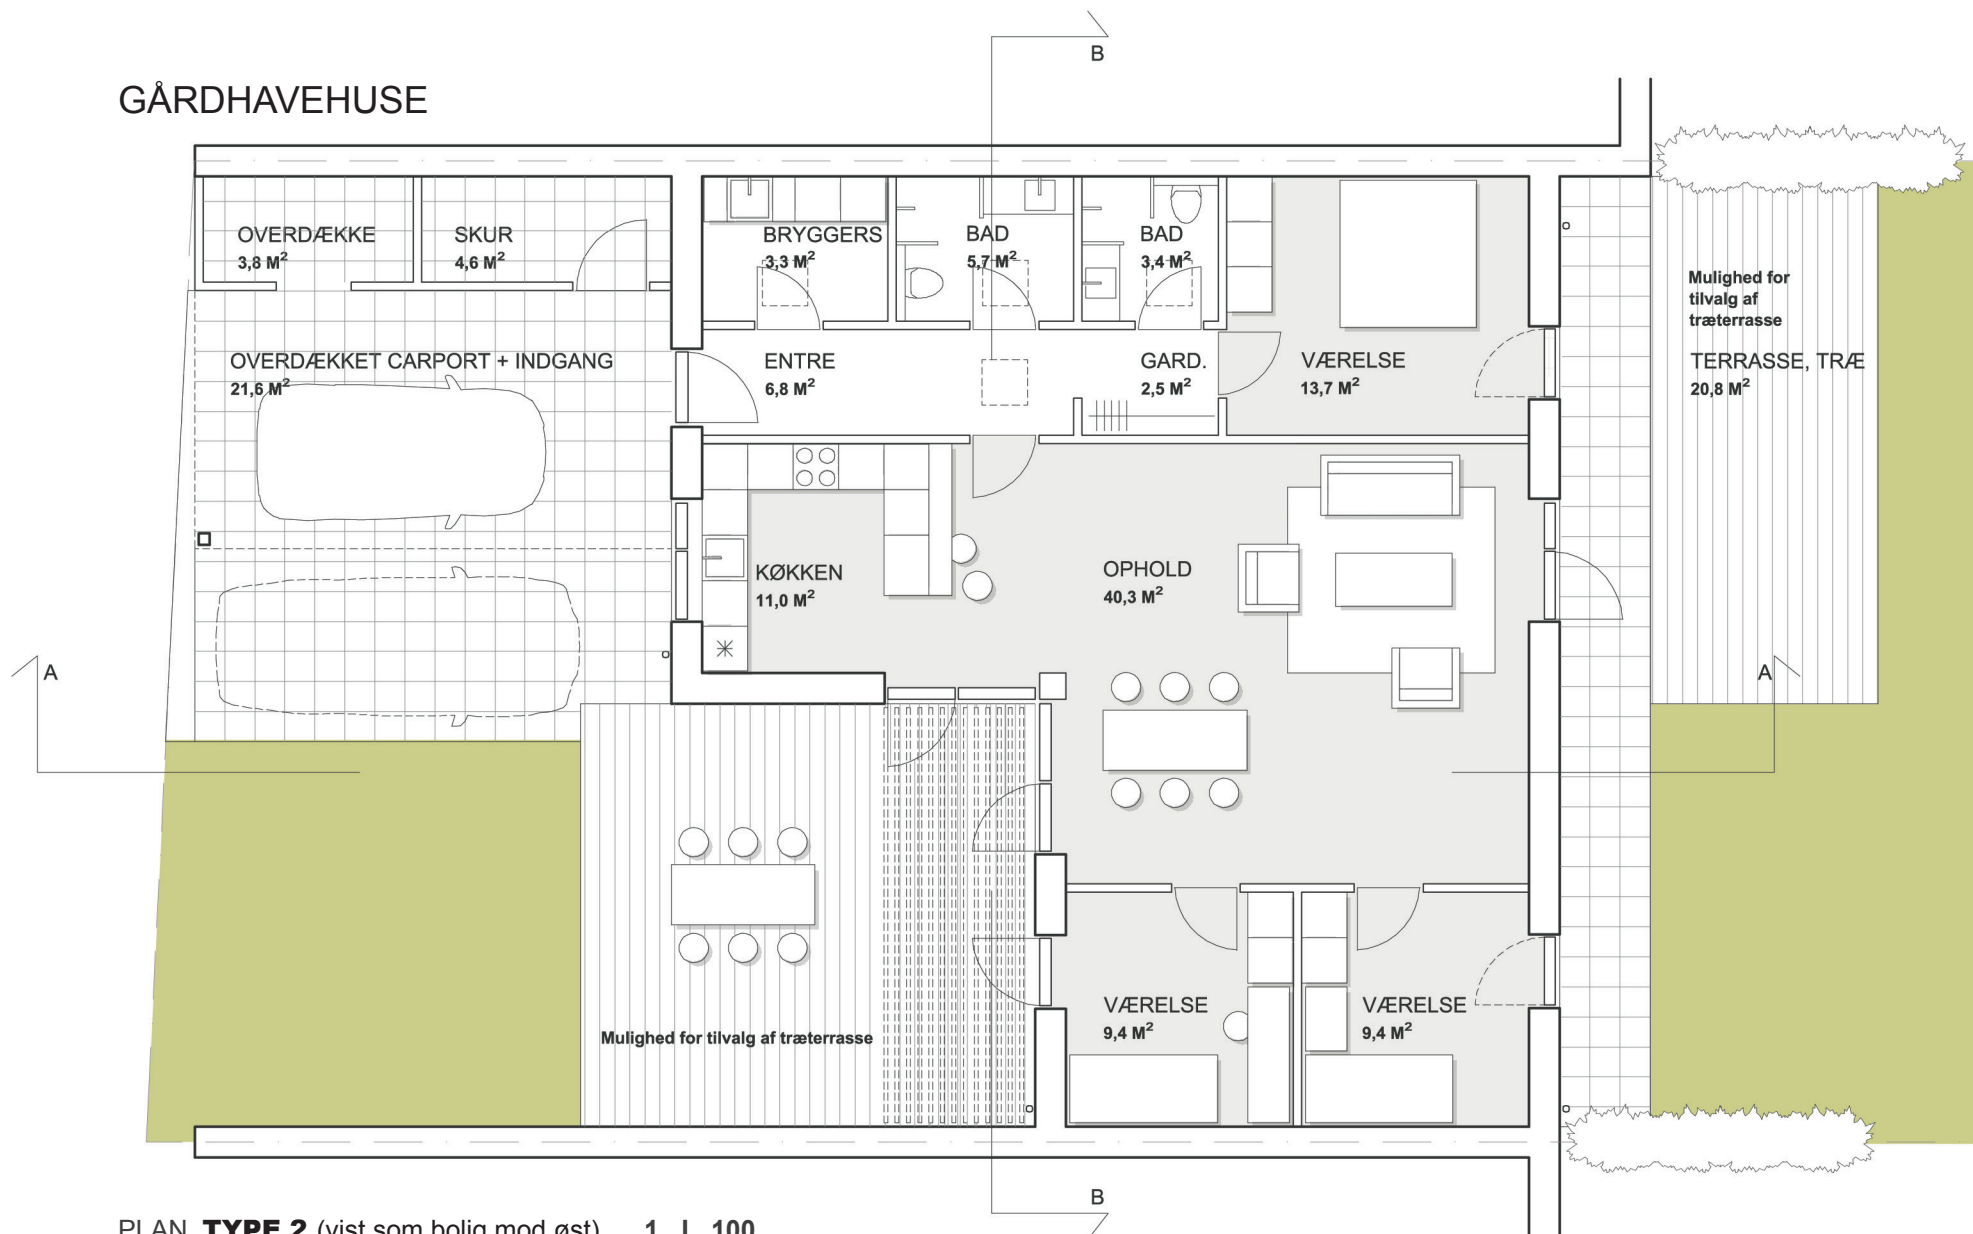 B
GÅRDHAVEHUSE
OVERDÆKKE
3,8 M²
SKUR
4,6 M²
BRYGGERS
3,3 M²
BAD
5,7 M²
BAD
3,4 M²
Mulighed for
tilvalg af
træterrasse
OVERDÆKKET CARPORT + INDGANG
21,6 M²
ENTRE
6,8 M²
GARD.
2,5 M²
VÆRELSE
13,7 M²
TERRASSE, TRÆ
20,8 M²
KØKKEN
11,0 M²
OPHOLD
40,3 M²
A
A
VÆRELSE
9,4 M²
VÆRELSE
9,4 M²
Mulighed for tilvalg af træterrasse
B
PLAN TYPE 2 (vist som bolig mod øst) 1 | 100